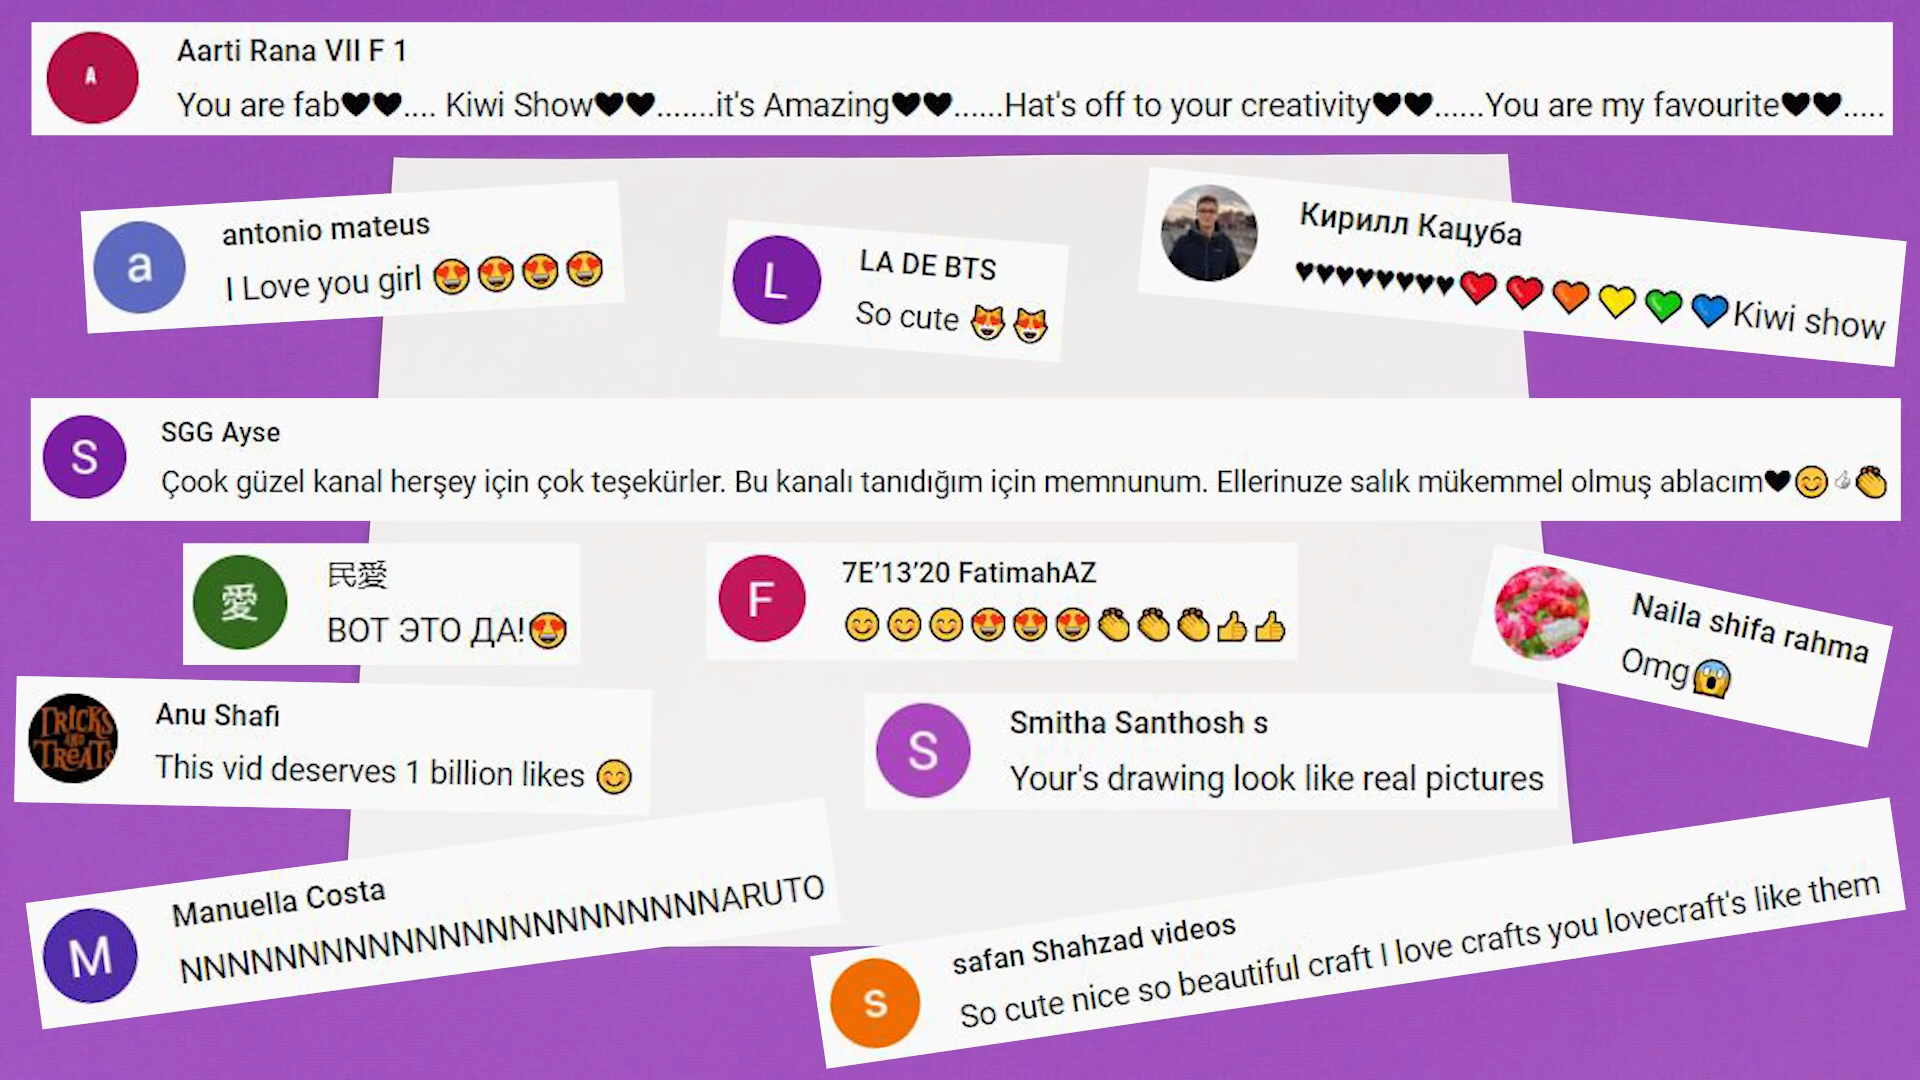 A
Aarti Rana VII F 1
You are fab🖤🖤.... Kiwi Show🖤🖤.......it's Amazing🖤🖤......Hat's off to your creativity🖤🖤......You are my favourite🖤🖤.....
a
antonio mateus
I Love you girl 😍😍😍😍
L
LA DE BTS
So cute 😻😻
Кирилл Кацуба
♥♥♥♥♥♥♥♥❤️❤️🧡💛💚💙Kiwi show
S
SGG Ayse
Çook güzel kanal herşey için çok teşekürler. Bu kanalı tanıdığım için memnunum. Ellerinuze salık mükemmel olmuş ablacım🖤😊👍👏
愛
民愛
ВОТ ЭТО ДА!😍
F
7E’13’20 FatimahAZ
😊😊😊😍😍😍👏👏👏👍👍
Naila shifa rahma
Omg😱
TRICKS
AND
TREATS
Anu Shafi
This vid deserves 1 billion likes 😊
S
Smitha Santhosh s
Your's drawing look like real pictures
M
Manuella Costa
NNNNNNNNNNNNNNNNNNNNNNARUTO
s
safan Shahzad videos
So cute nice so beautiful craft I love crafts you lovecraft's like them